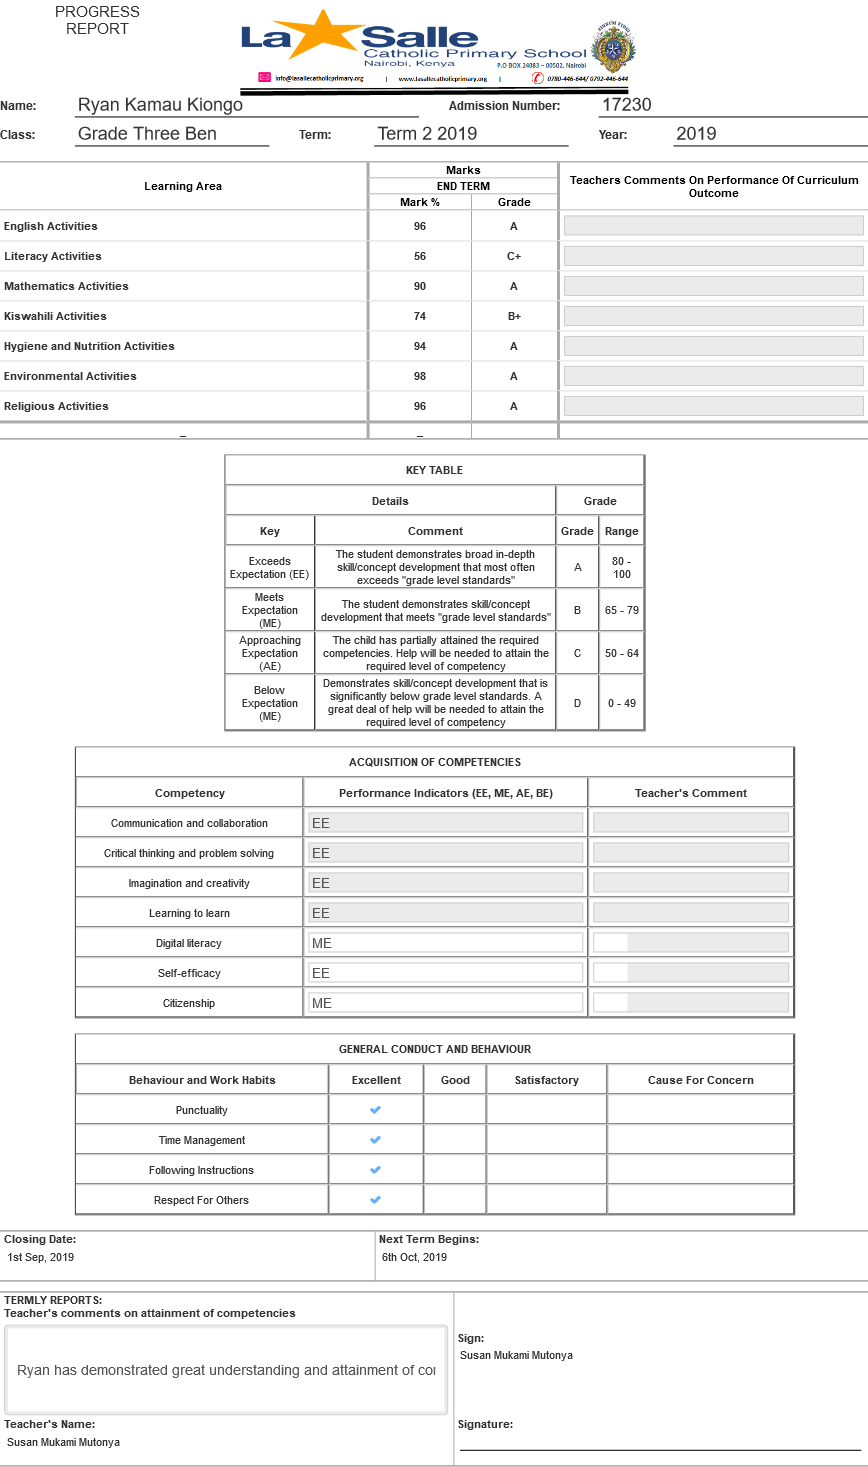 PROGRESS
REPORT
La Salle
Catholic Primary School
Nairobi, Kenya
P.O BOX 24083 – 00502, Nairobi
info@lasallecatholicprimary.org | www.lasallecatholicprimary.org | 0780-446-644/ 0792-446-644
Name: Ryan Kamau Kiongo Admission Number: 17230
Class: Grade Three Ben Term: Term 2 2019 Year: 2019
Learning Area Marks Teachers Comments On Performance Of Curriculum Outcome
END TERM
Mark % Grade
English Activities 96 A
Literacy Activities 56 C+
Mathematics Activities 90 A
Kiswahili Activities 74 B+
Hygiene and Nutrition Activities 94 A
Environmental Activities 98 A
Religious Activities 96 A
_ _
KEY TABLE
Details Grade
Key Comment Grade Range
Exceeds Expectation (EE) The student demonstrates broad in-depth skill/concept development that most often exceeds "grade level standards" A 80 - 100
Meets Expectation (ME) The student demonstrates skill/concept development that meets "grade level standards" B 65 - 79
Approaching Expectation (AE) The child has partially attained the required competencies. Help will be needed to attain the required level of competency C 50 - 64
Below Expectation (ME) Demonstrates skill/concept development that is significantly below grade level standards. A great deal of help will be needed to attain the required level of competency D 0 - 49
ACQUISITION OF COMPETENCIES
Competency Performance Indicators (EE, ME, AE, BE) Teacher's Comment
Communication and collaboration EE
Critical thinking and problem solving EE
Imagination and creativity EE
Learning to learn EE
Digital literacy ME
Self-efficacy EE
Citizenship ME
GENERAL CONDUCT AND BEHAVIOUR
Behaviour and Work Habits Excellent Good Satisfactory Cause For Concern
Punctuality ✔
Time Management ✔
Following Instructions ✔
Respect For Others ✔
Closing Date: Next Term Begins:
1st Sep, 2019 6th Oct, 2019
TERMLY REPORTS:
Teacher's comments on attainment of competencies
Ryan has demonstrated great understanding and attainment of
Sign:
Susan Mukami Mutonya
Teacher's Name: Signature:
Susan Mukami Mutonya